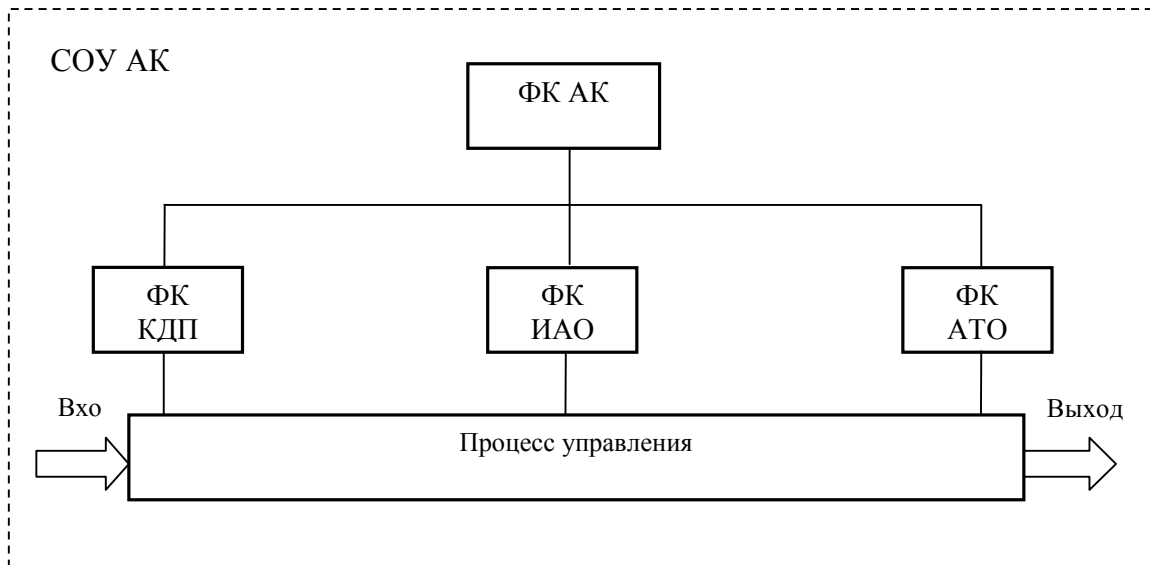 СОУ АК
ФК АК
ФК
КДП
ФК
ИАО
ФК
АТО
Вхо
Выход
Процесс управления